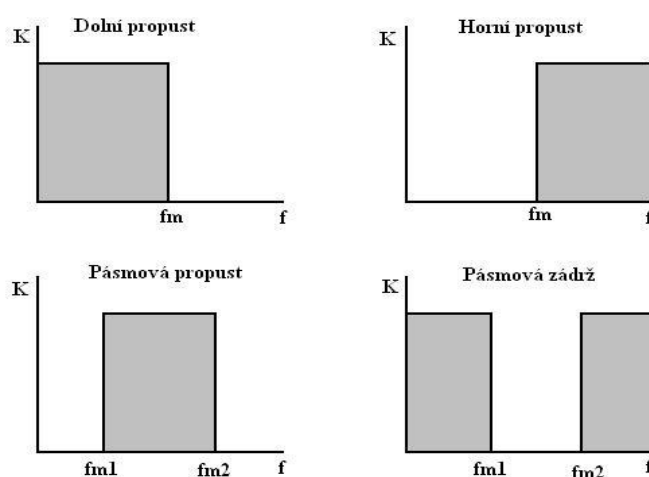 Dolní propust
K
fm
f
Horní propust
K
fm
f
Pásmová propust
K
fm1
fm2
f
Pásmová zádrž
K
fm1
fm2
f